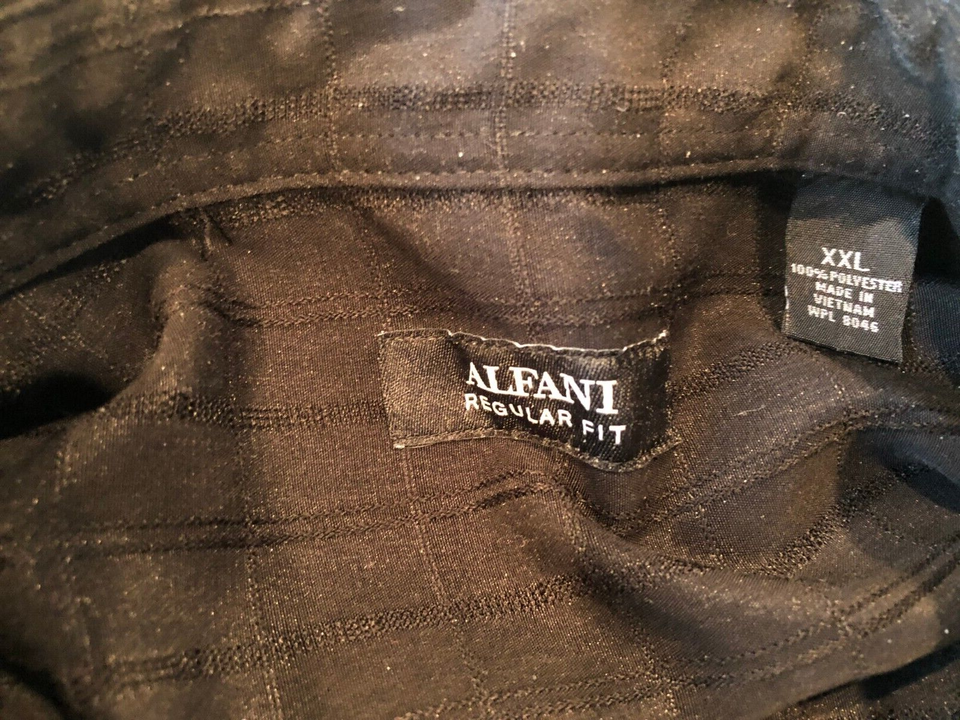 ALFANI
REGULAR FIT
XXL
100% POLYESTER
MADE IN
VIETNAM
WPL 8046